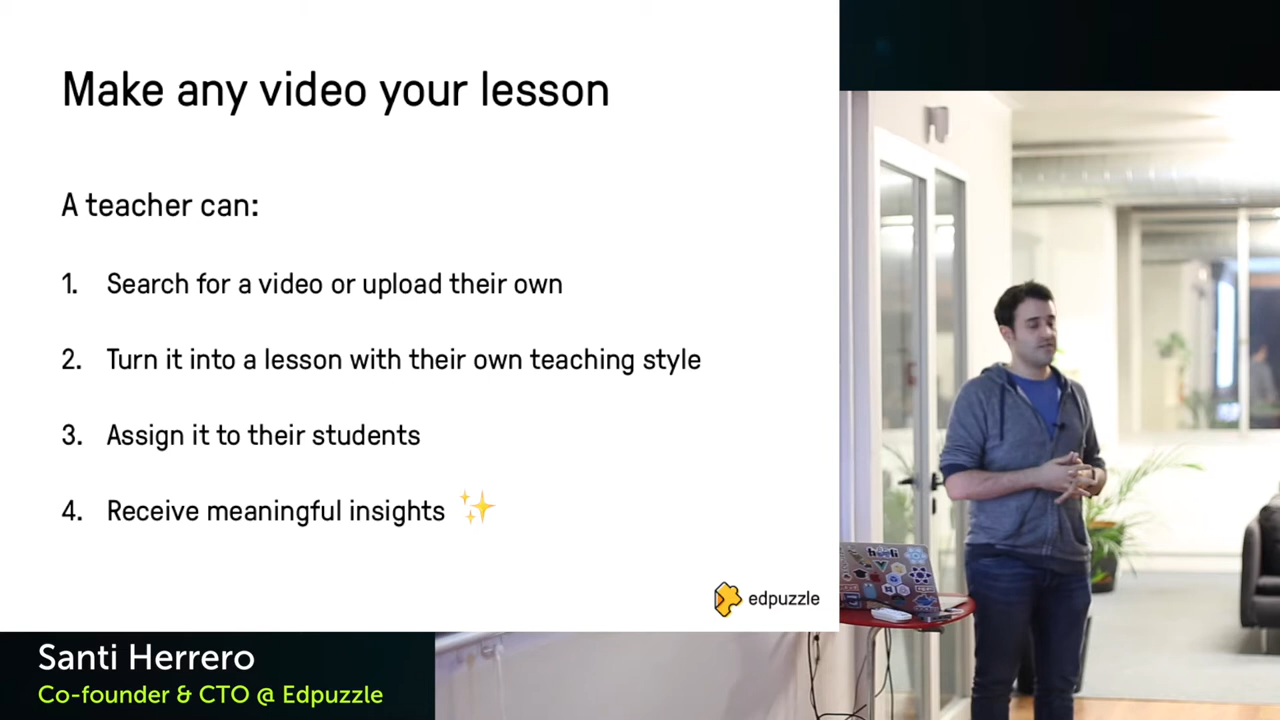 Make any video your lesson
A teacher can:
1. Search for a video or upload their own
2. Turn it into a lesson with their own teaching style
3. Assign it to their students
4. Receive meaningful insights ✨
edpuzzle
Santi Herrero
Co-founder & CTO @ Edpuzzle
hooli